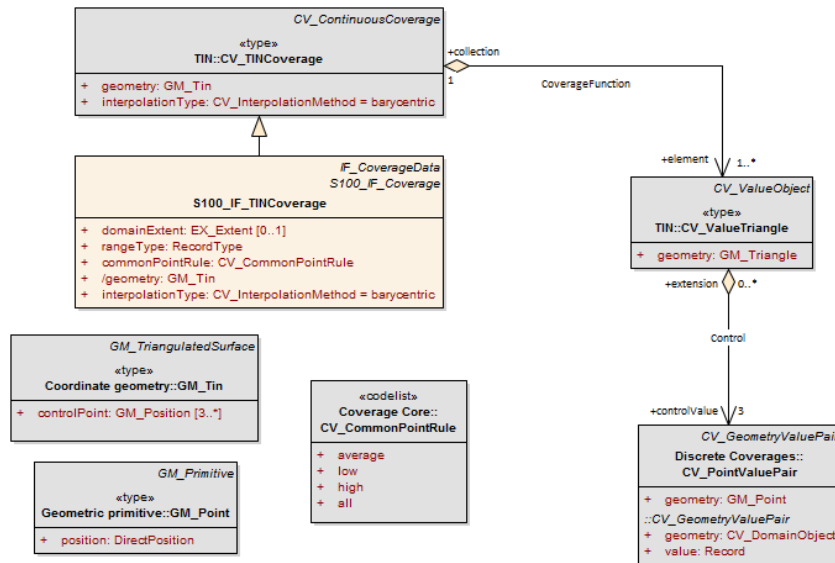 CV_ContinuousCoverage
«type»
TIN::CV_TINCoverage
+ geometry: GM_Tin
+ interpolationType: CV_InterpolationMethod = barycentric
+collection
1
CoverageFunction
+element
1..*
IF_CoverageData
S100_IF_Coverage
S100_IF_TINCoverage
+ domainExtent: EX_Extent [0..1]
+ rangeType: RecordType
+ commonPointRule: CV_CommonPointRule
+ /geometry: GM_Tin
+ interpolationType: CV_InterpolationMethod = barycentric
CV_ValueObject
«type»
TIN::CV_ValueTriangle
+ geometry: GM_Triangle
+extension
0..*
Control
+controlValue
3
GM_TriangulatedSurface
«type»
Coordinate geometry::GM_Tin
+ controlPoint: GM_Position [3..*]
«codelist»
Coverage Core::
CV_CommonPointRule
+ average
+ low
+ high
+ all
GM_Primitive
«type»
Geometric primitive::GM_Point
+ position: DirectPosition
CV_GeometryValuePair
Discrete Coverages::
CV_PointValuePair
+ geometry: GM_Point
::CV_GeometryValuePair
+ geometry: CV_DomainObject
+ value: Record